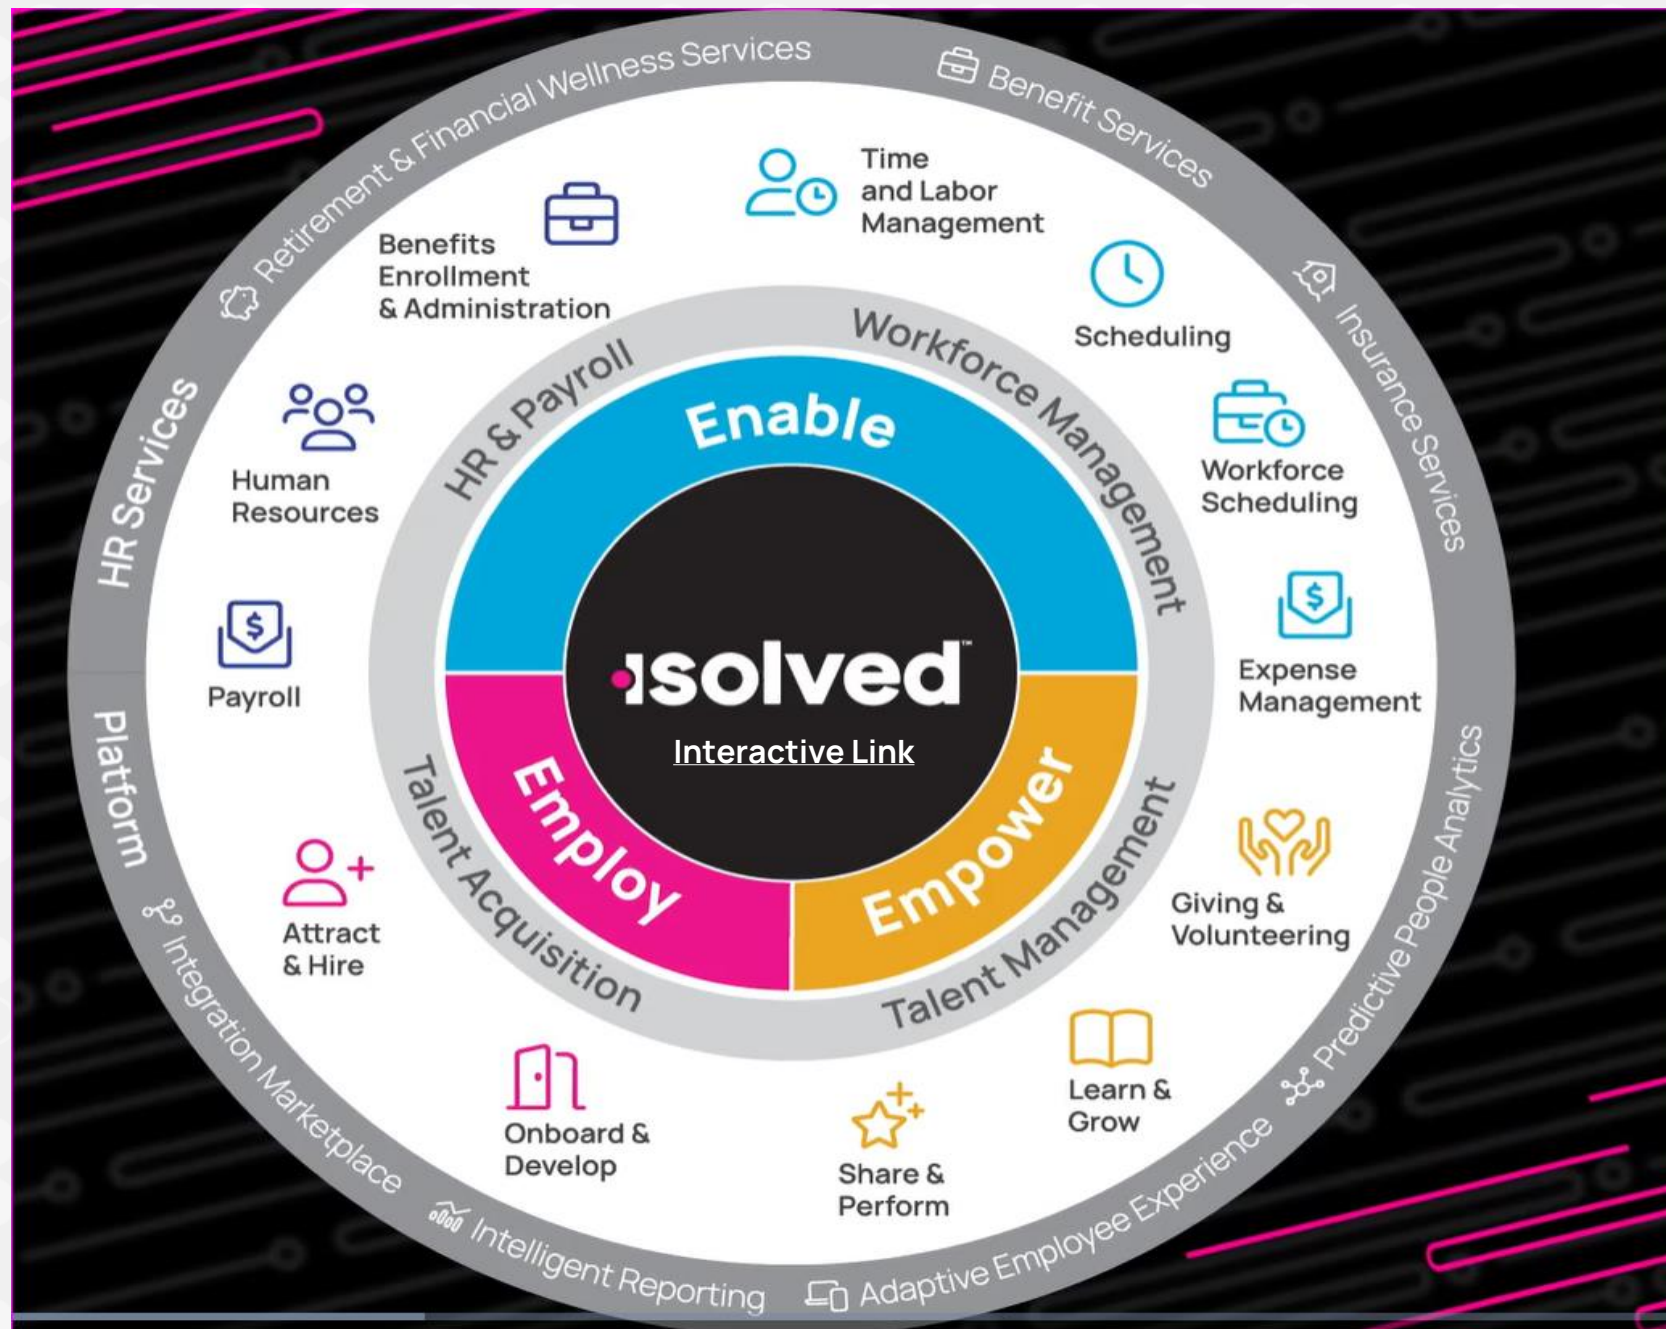 HR Services
Retirement & Financial Wellness Services
Benefit Services
Insurance Services
Benefits
Enrollment
& Administration
Time
and Labor
Management
Scheduling
Human
Resources
Workforce
Scheduling
Payroll
Expense
Management
HR & Payroll
Workforce Management
Enable
isolved™
Interactive Link
Employ
Empower
Talent Acquisition
Talent Management
Attract
& Hire
Giving &
Volunteering
Onboard &
Develop
Share &
Perform
Learn &
Grow
Platform
Integration Marketplace
Intelligent Reporting
Adaptive Employee Experience
Predictive People Analytics